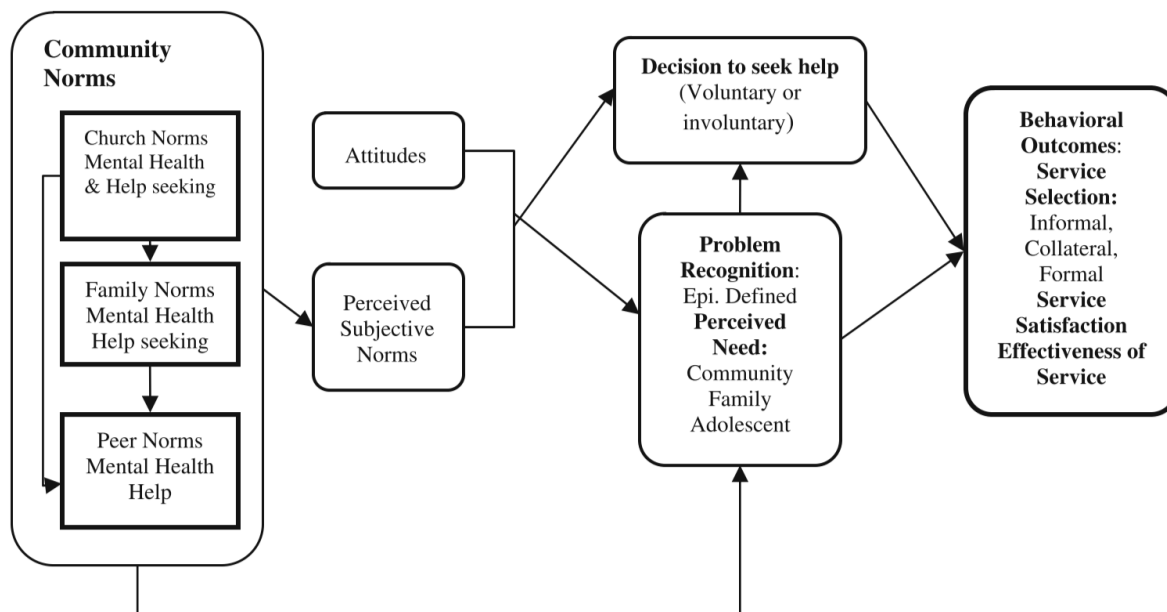 Community
Norms
Church Norms
Mental Health
& Help seeking
Family Norms
Mental Health
Help seeking
Peer Norms
Mental Health
Help
Attitudes
Perceived
Subjective
Norms
Decision to seek help
(Voluntary or
involuntary)
Problem
Recognition:
Epi. Defined
Perceived
Need:
Community
Family
Adolescent
Behavioral
Outcomes:
Service
Selection:
Informal,
Collateral,
Formal
Service
Satisfaction
Effectiveness of
Service